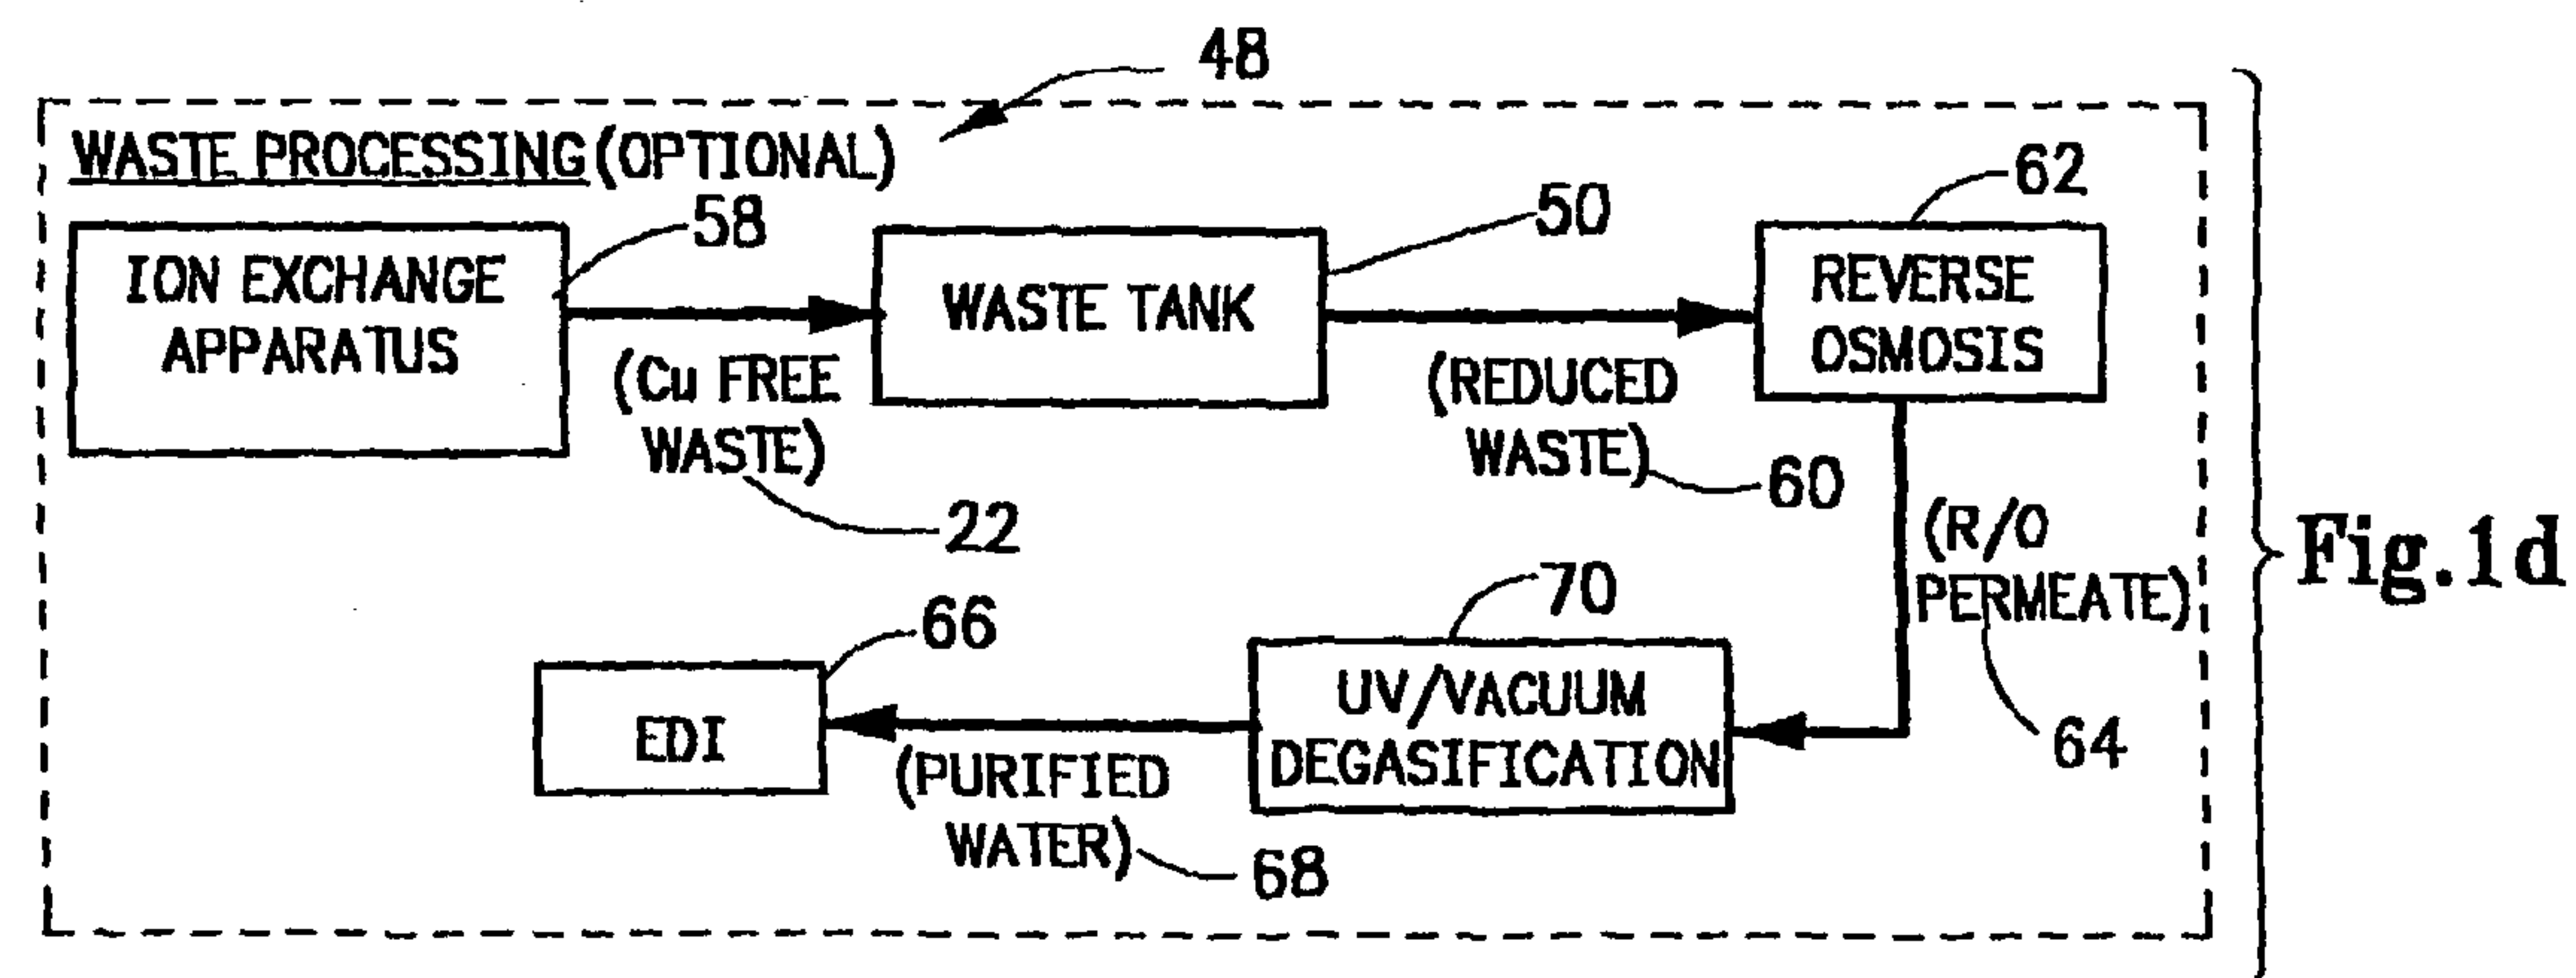 48
WASTE PROCESSING (OPTIONAL)
58
ION EXCHANGE
APPARATUS
(Cu FREE
WASTE)
22
50
WASTE TANK
(REDUCED
WASTE)
60
62
REVERSE
OSMOSIS
(R/O
PERMEATE)
64
70
UV/VACUUM
DEGASIFICATION
(PURIFIED
WATER)
68
66
EDI
Fig.1d